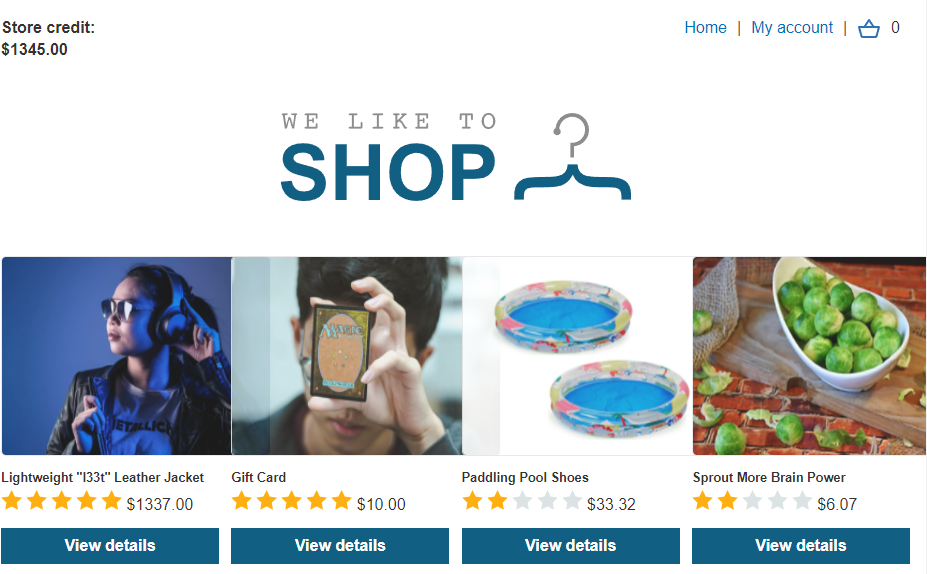 Store credit:
$1345.00
Home | My account | 0
WE LIKE TO
SHOP
METALLICA
MAGIC
Lightweight "l33t" Leather Jacket
Gift Card
Paddling Pool Shoes
Sprout More Brain Power
$1337.00
$10.00
$33.32
$6.07
View details
View details
View details
View details